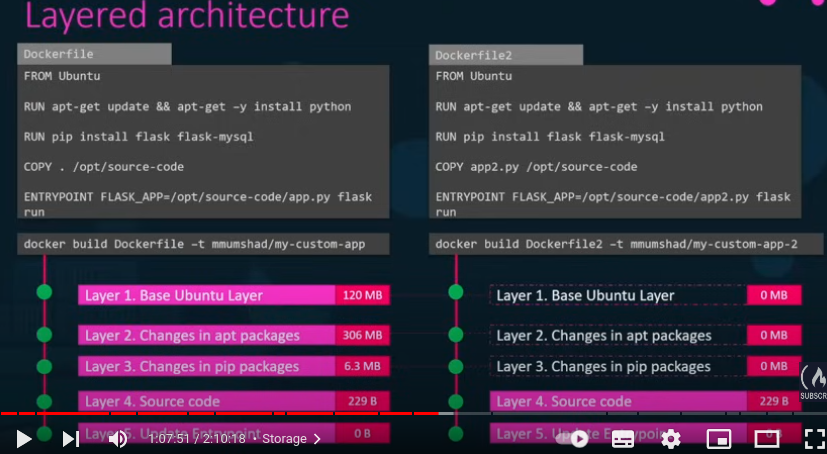 Layered architecture
Dockerfile
FROM Ubuntu
RUN apt-get update && apt-get –y install python
RUN pip install flask flask-mysql
COPY . /opt/source-code
ENTRYPOINT FLASK_APP=/opt/source-code/app.py flask
run
docker build Dockerfile –t mmumshad/my-custom-app
Layer 1. Base Ubuntu Layer 120 MB
Layer 2. Changes in apt packages 306 MB
Layer 3. Changes in pip packages 6.3 MB
Layer 4. Source code 229 B
Layer 5. Update Entrypoint 0 B
Dockerfile2
FROM Ubuntu
RUN apt-get update && apt-get –y install python
RUN pip install flask flask-mysql
COPY app2.py /opt/source-code
ENTRYPOINT FLASK_APP=/opt/source-code/app2.py flask
run
docker build Dockerfile2 –t mmumshad/my-custom-app-2
Layer 1. Base Ubuntu Layer 0 MB
Layer 2. Changes in apt packages 0 MB
Layer 3. Changes in pip packages 0 MB
Layer 4. Source code 229 B
Layer 5. Update Entrypoint 0 B
SUBSCR
1:07:51 / 2:10:18 • Storage